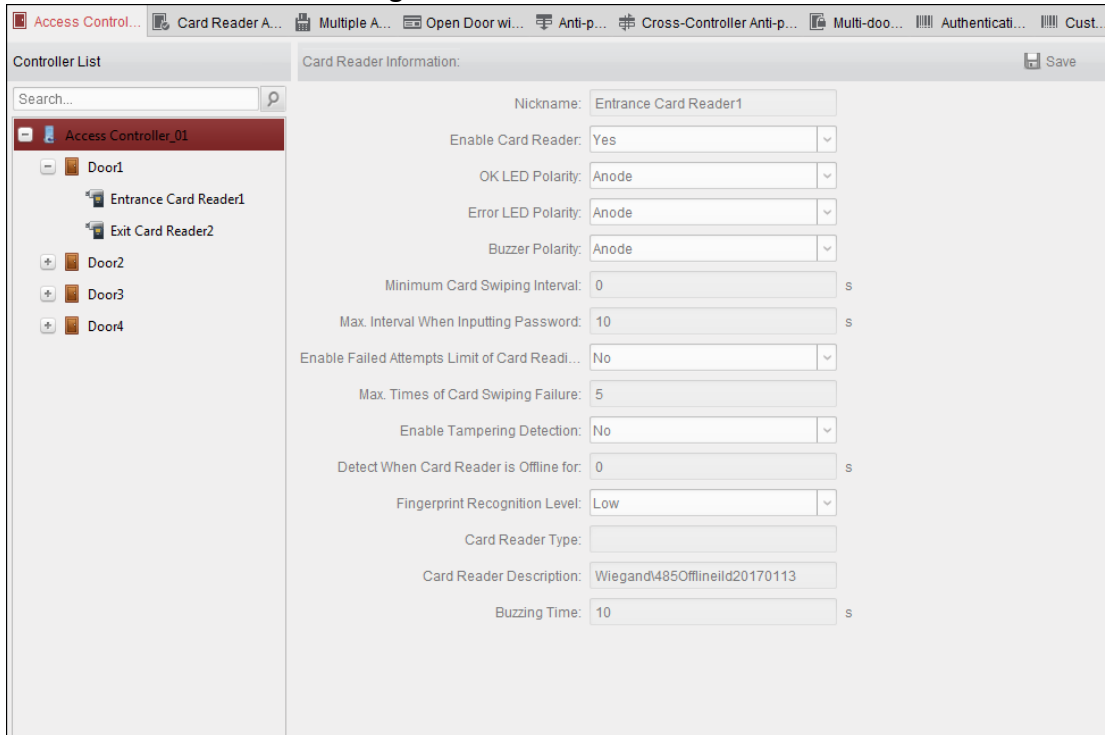 Access Control... Card Reader A... Multiple A... Open Door wi... Anti-p... Cross-Controller Anti-p... Multi-doo... Authenticati... Cust...
Controller List
Card Reader Information:
Save
Search...
Access Controller_01
Door1
Entrance Card Reader1
Exit Card Reader2
Door2
Door3
Door4
Nickname: Entrance Card Reader1
Enable Card Reader: Yes
OK LED Polarity: Anode
Error LED Polarity: Anode
Buzzer Polarity: Anode
Minimum Card Swiping Interval: 0 s
Max. Interval When Inputting Password: 10 s
Enable Failed Attempts Limit of Card Readi... No
Max. Times of Card Swiping Failure: 5
Enable Tampering Detection: No
Detect When Card Reader is Offline for: 0 s
Fingerprint Recognition Level: Low
Card Reader Type:
Card Reader Description: Wiegand\485Offlineild20170113
Buzzing Time: 10 s